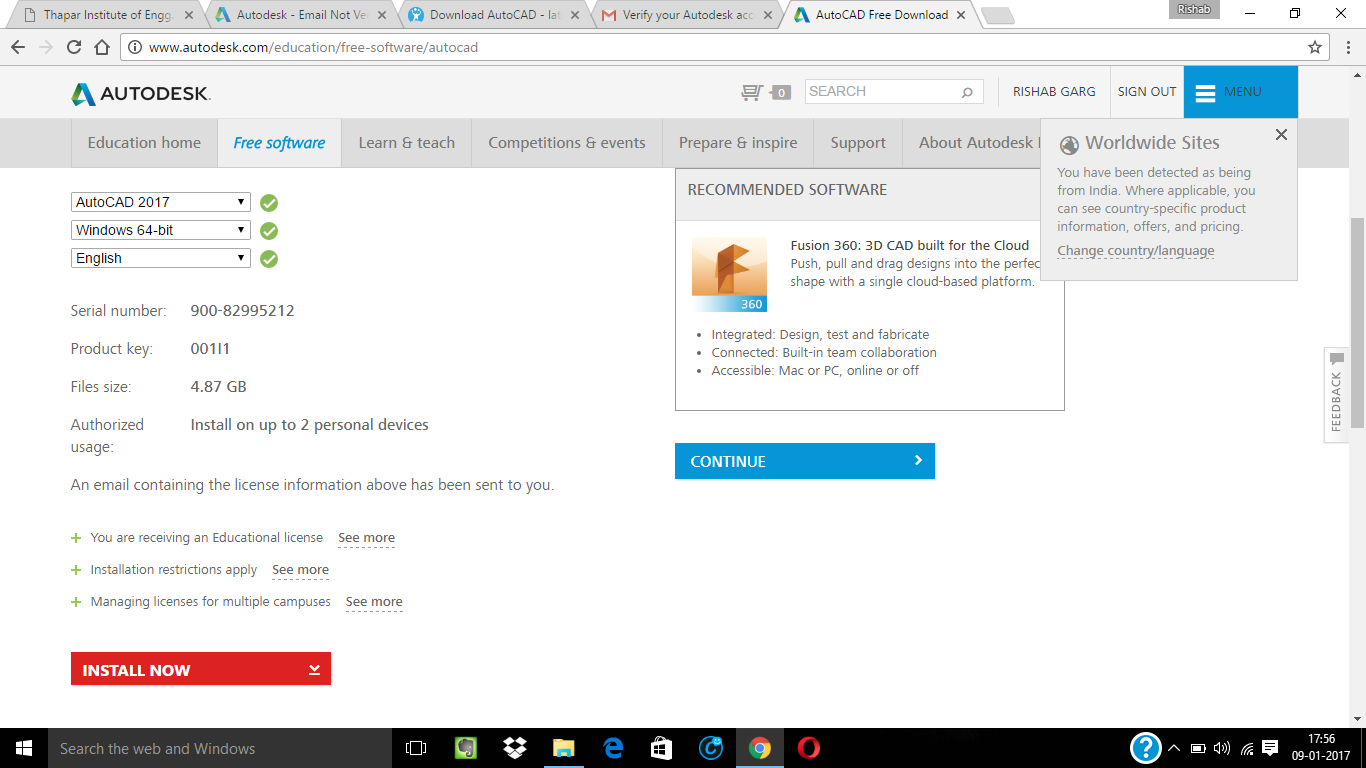 Thapar Institute of Engg.
Autodesk - Email Not Ver
Download AutoCAD - lat
Verify your Autodesk acc
AutoCAD Free Download
Rishab
www.autodesk.com/education/free-software/autocad
AUTODESK.
0
SEARCH
RISHAB GARG
SIGN OUT
MENU
Education home
Free software
Learn & teach
Competitions & events
Prepare & inspire
Support
About Autodesk
Worldwide Sites
You have been detected as being
from India. Where applicable, you
can see country-specific product
information, offers, and pricing.
Change country/language
AutoCAD 2017
Windows 64-bit
English
Serial number: 900-82995212
Product key: 001I1
Files size: 4.87 GB
Authorized
usage:
Install on up to 2 personal devices
An email containing the license information above has been sent to you.
+ You are receiving an Educational license See more
+ Installation restrictions apply See more
+ Managing licenses for multiple campuses See more
INSTALL NOW
RECOMMENDED SOFTWARE
360
Fusion 360: 3D CAD built for the Cloud
Push, pull and drag designs into the perfec
shape with a single cloud-based platform.
• Integrated: Design, test and fabricate
• Connected: Built-in team collaboration
• Accessible: Mac or PC, online or off
CONTINUE
FEEDBACK
Search the web and Windows
17:56
09-01-2017